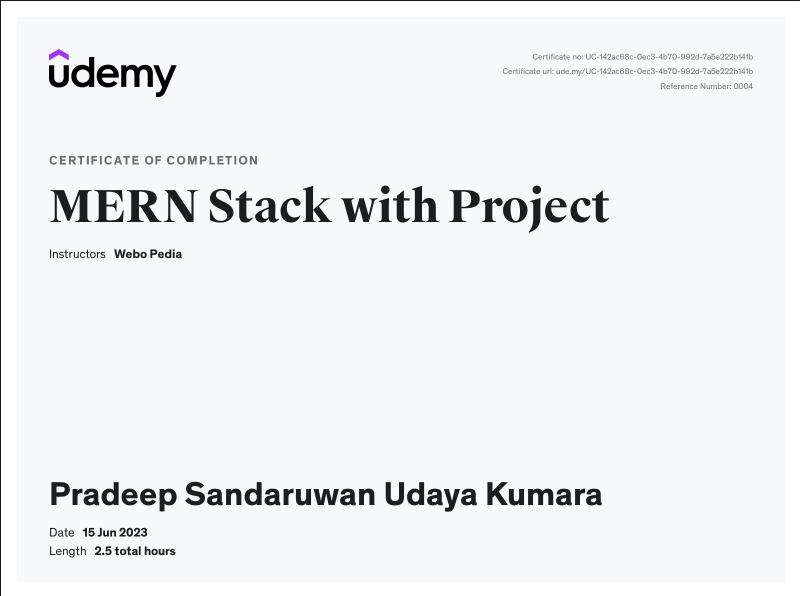 udemy
Certificate no: UC-142ac68c-0ec3-4b70-992d-7a5e222b141b
Certificate url: ude.my/UC-142ac68c-0ec3-4b70-992d-7a5e222b141b
Reference Number: 0004
CERTIFICATE OF COMPLETION
MERN Stack with Project
Instructors Webo Pedia
Pradeep Sandaruwan Udaya Kumara
Date 15 Jun 2023
Length 2.5 total hours